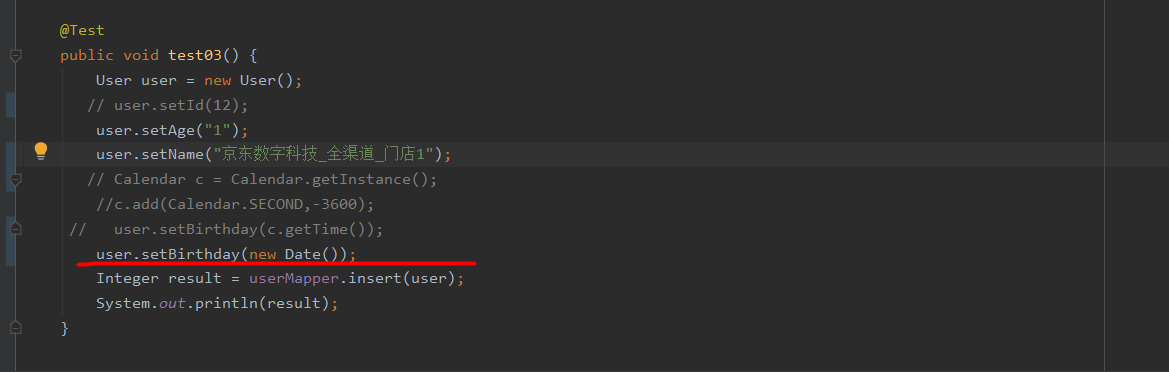 @Test
public void test03() {
User user = new User();
// user.setId(12);
user.setAge("1");
user.setName("京东数字科技_全渠道_门店1");
// Calendar c = Calendar.getInstance();
//c.add(Calendar.SECOND,-3600);
//   user.setBirthday(c.getTime());
user.setBirthday(new Date());
Integer result = userMapper.insert(user);
System.out.println(result);
}